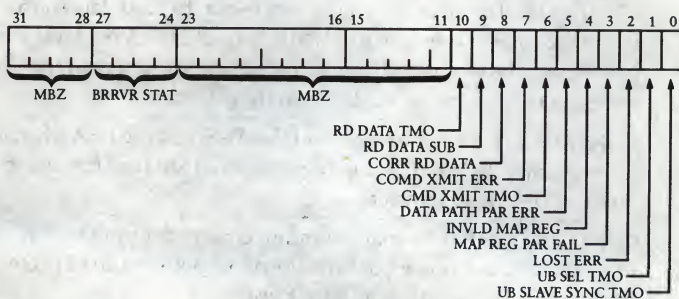 31 28 27 24 23 16 15 11 10 9 8 7 6 5 4 3 2 1 0
MBZ BRRVR STAT MBZ
RD DATA TMO
RD DATA SUB
CORR RD DATA
COMD XMIT ERR
CMD XMIT TMO
DATA PATH PAR ERR
INVLD MAP REG
MAP REG PAR FAIL
LOST ERR
UB SEL TMO
UB SLAVE SYNC TMO